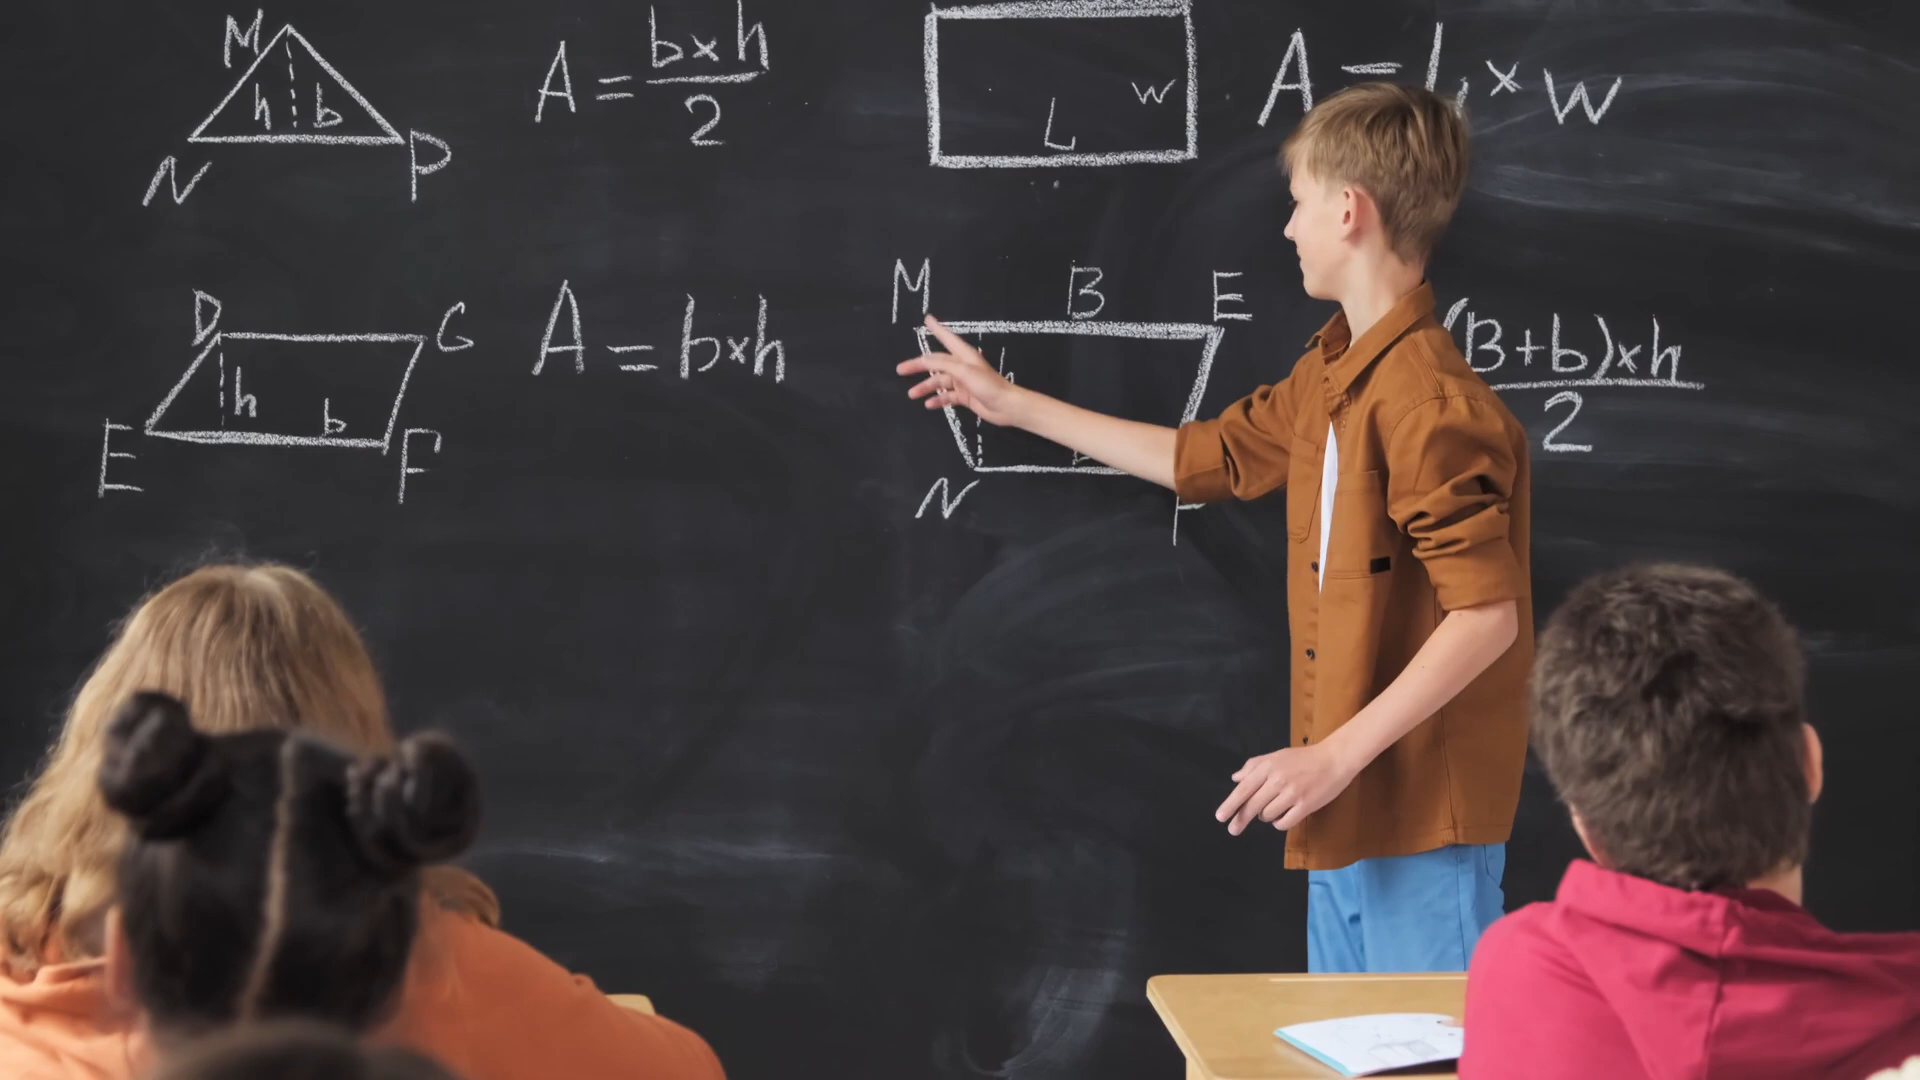 M
h b
N P
A = b×h
2
W
L
A = L × W
D G
h b
E F
A = b×h
M B E
h
N
(B+b)×h
2